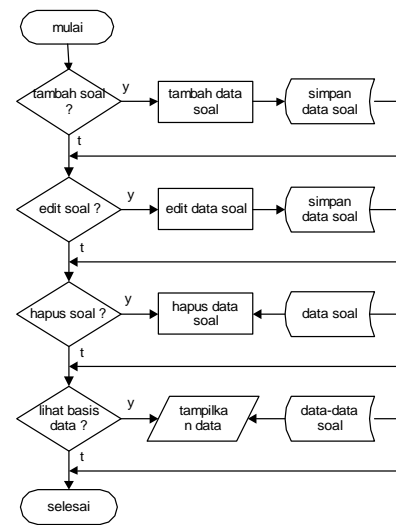 mulai
tambah soal
?
y
tambah data
soal
simpan
data soal
t
edit soal ?
y
edit data soal
simpan
data soal
t
hapus soal ?
y
hapus data
soal
data soal
t
lihat basis
data ?
y
tampilka
n data
data-data
soal
t
selesai